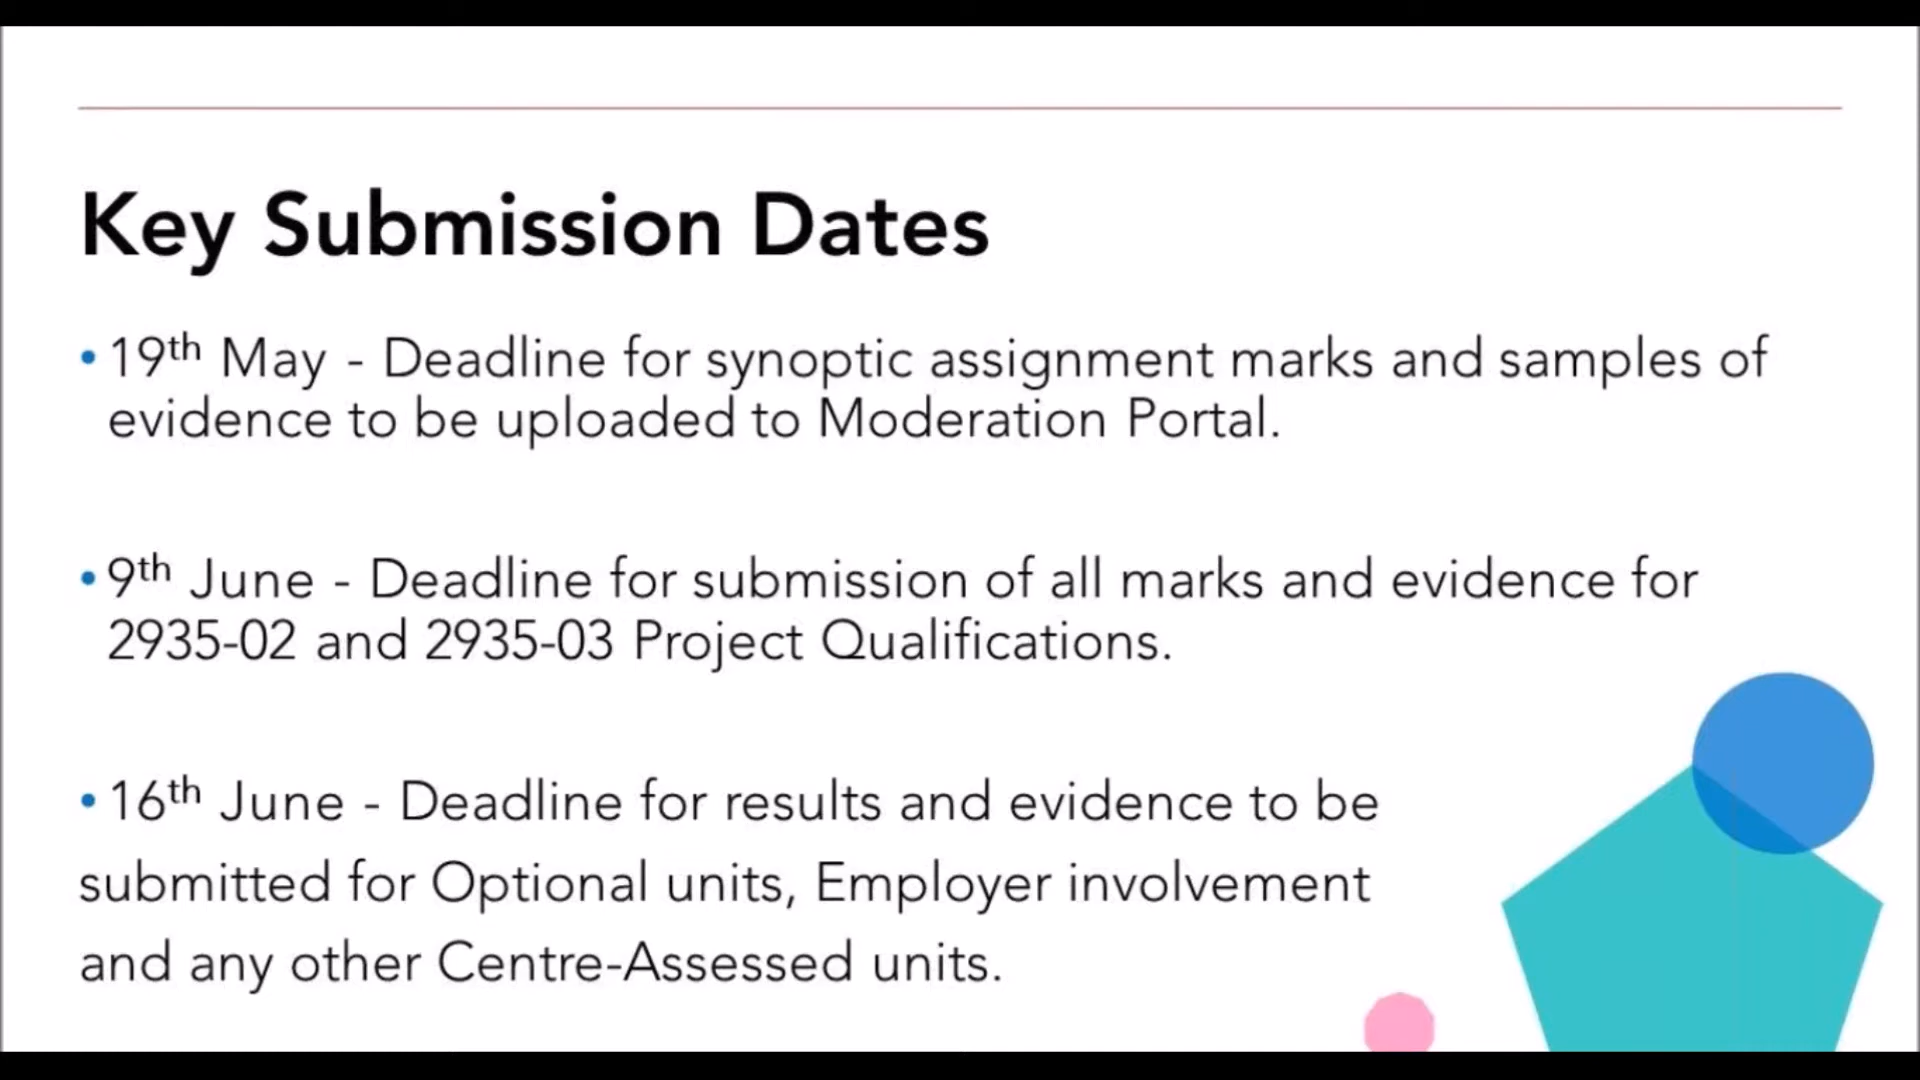 Key Submission Dates
• 19th May - Deadline for synoptic assignment marks and samples of
evidence to be uploaded to Moderation Portal.
• 9th June - Deadline for submission of all marks and evidence for
2935-02 and 2935-03 Project Qualifications.
• 16th June - Deadline for results and evidence to be
submitted for Optional units, Employer involvement
and any other Centre-Assessed units.